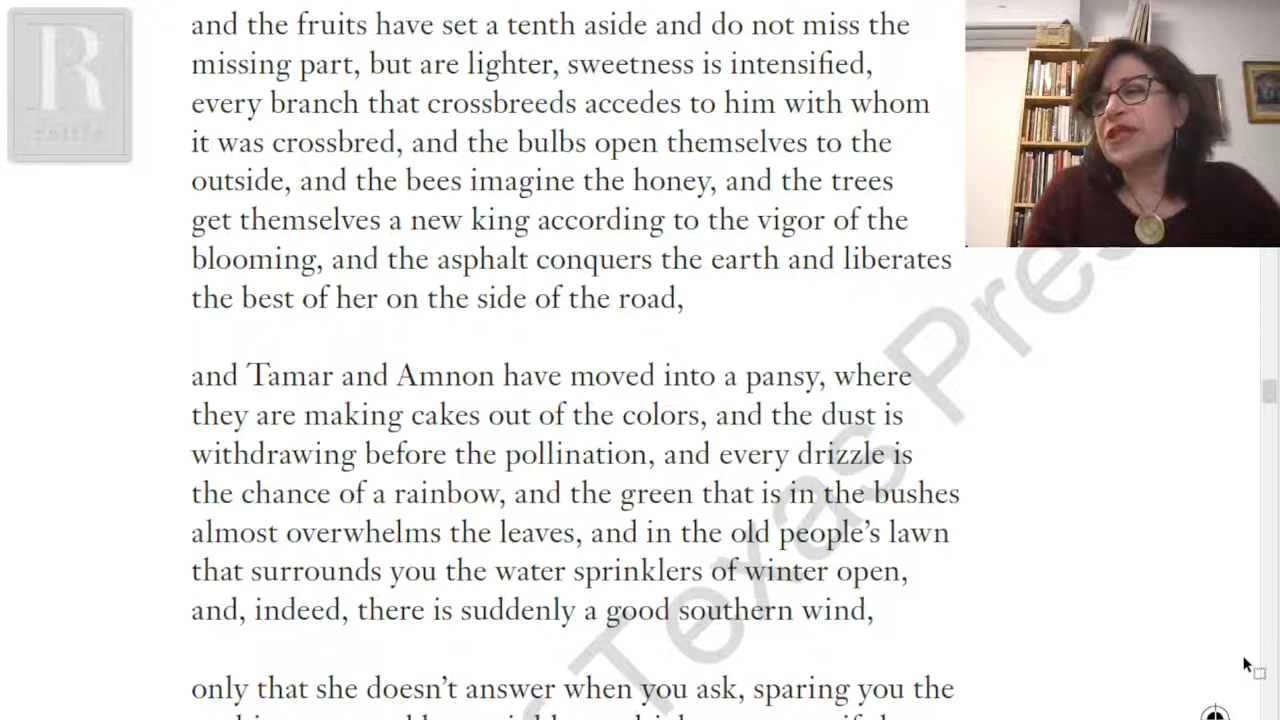 and the fruits have set a tenth aside and do not miss the
missing part, but are lighter, sweetness is intensified,
every branch that crossbreeds accedes to him with whom
it was crossbred, and the bulbs open themselves to the
outside, and the bees imagine the honey, and the trees
get themselves a new king according to the vigor of the
blooming, and the asphalt conquers the earth and liberates
the best of her on the side of the road,
and Tamar and Amnon have moved into a pansy, where
they are making cakes out of the colors, and the dust is
withdrawing before the pollination, and every drizzle is
the chance of a rainbow, and the green that is in the bushes
almost overwhelms the leaves, and in the old people’s lawn
that surrounds you the water sprinklers of winter open,
and, indeed, there is suddenly a good southern wind,
only that she doesn’t answer when you ask, sparing you the
R
rattle
Texas Pres